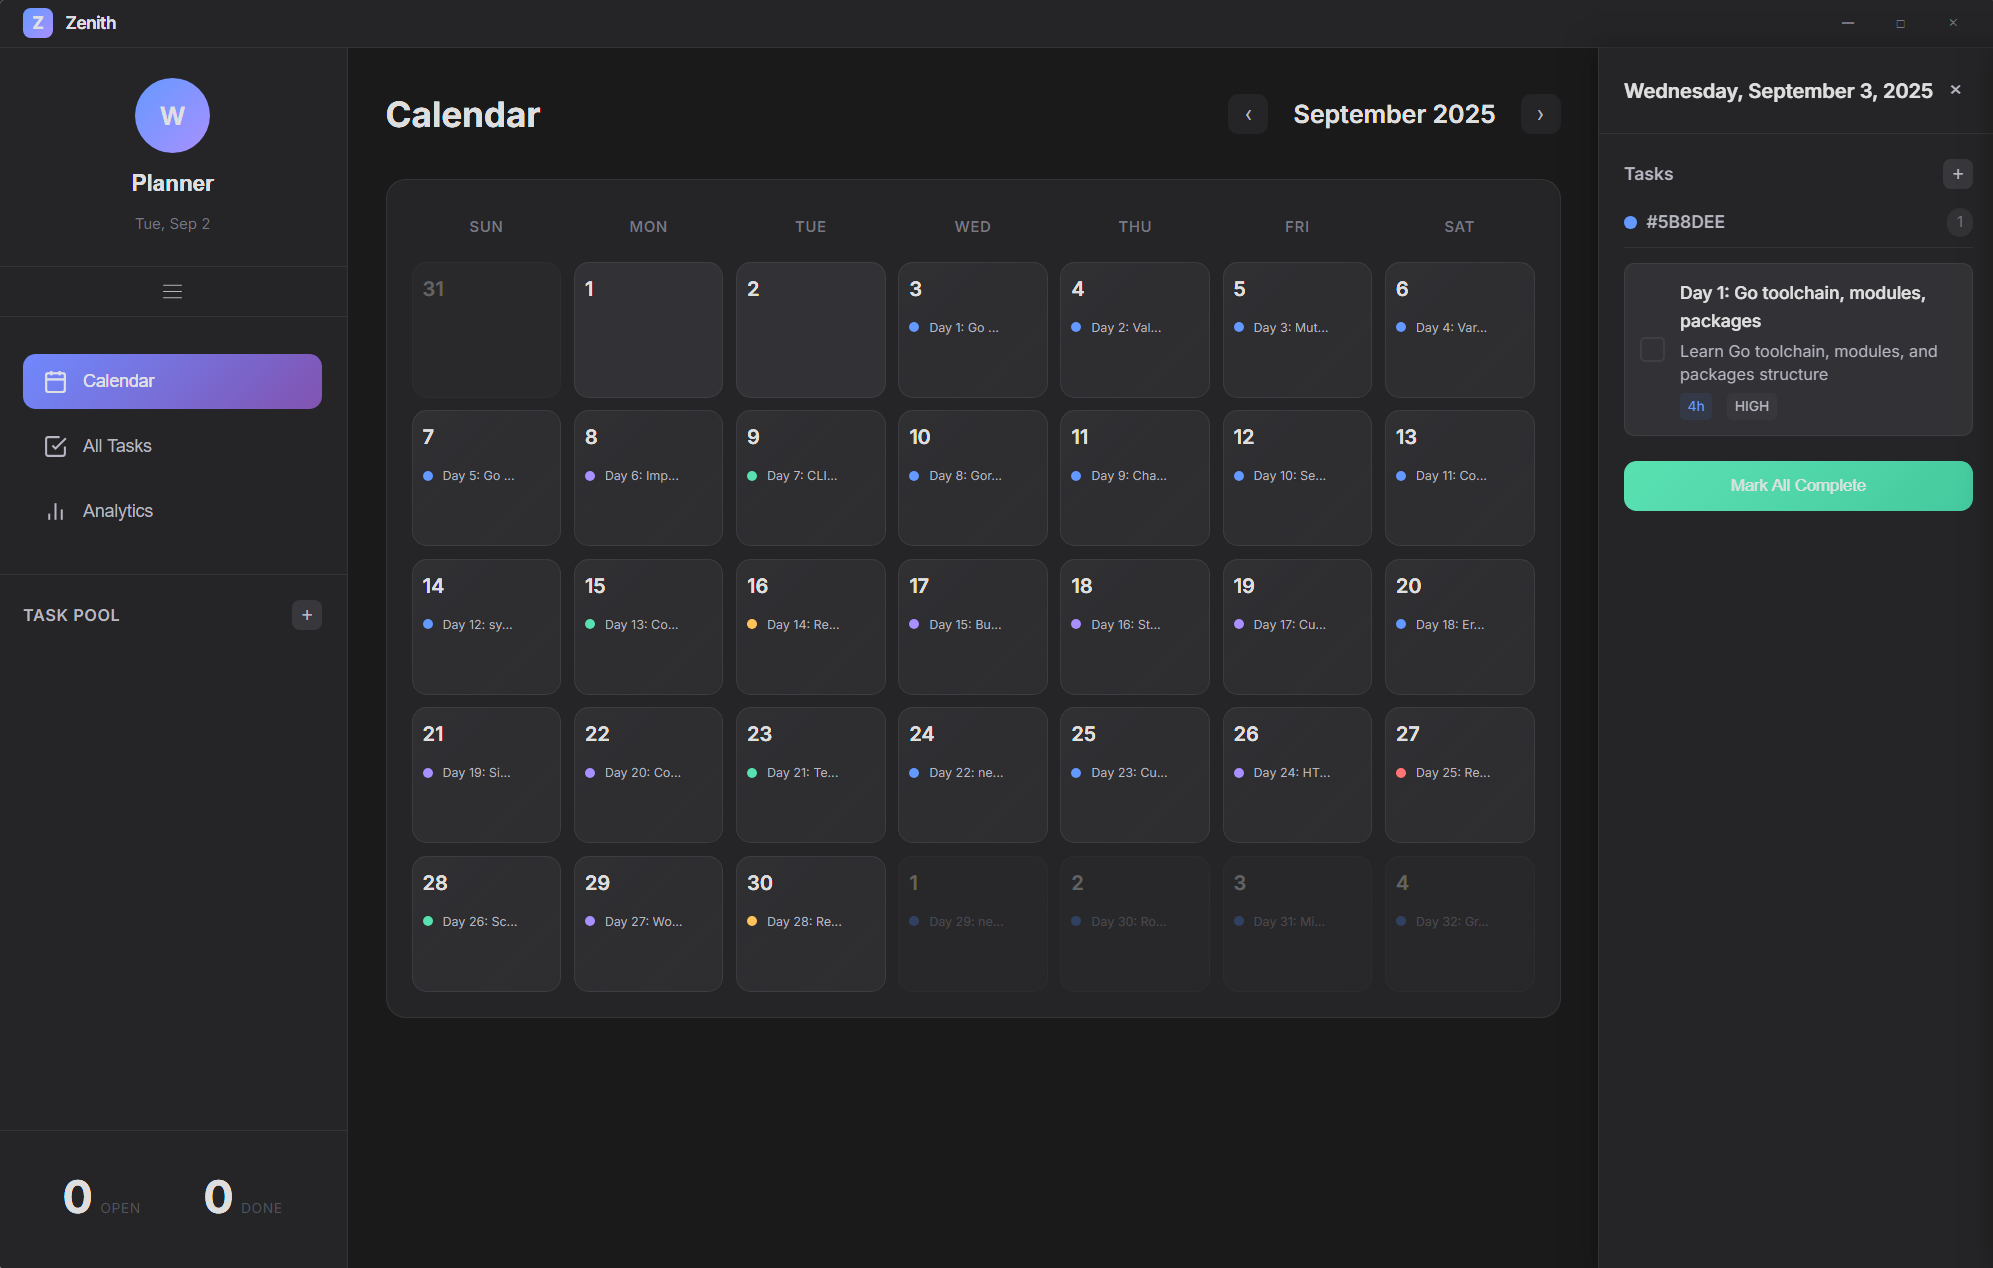 Z Zenith
W
Planner
Tue, Sep 2
Calendar
All Tasks
Analytics
TASK POOL +
0 OPEN 0 DONE
Calendar
‹ September 2025 ›
SUN MON TUE WED THU FRI SAT
31 1 2 3 4 5 6
Day 1: Go ... Day 2: Val... Day 3: Mut... Day 4: Var...
7 8 9 10 11 12 13
Day 5: Go ... Day 6: Imp... Day 7: CLI... Day 8: Gor... Day 9: Cha... Day 10: Se... Day 11: Co...
14 15 16 17 18 19 20
Day 12: sy... Day 13: Co... Day 14: Re... Day 15: Bu... Day 16: St... Day 17: Cu... Day 18: Er...
21 22 23 24 25 26 27
Day 19: Si... Day 20: Co... Day 21: Te... Day 22: ne... Day 23: Cu... Day 24: HT... Day 25: Re...
28 29 30 1 2 3 4
Day 26: Sc... Day 27: Wo... Day 28: Re... Day 29: ne... Day 30: Ro... Day 31: Mi... Day 32: Gr...
Wednesday, September 3, 2025 ×
Tasks +
#5B8DEE 1
Day 1: Go toolchain, modules,
packages
Learn Go toolchain, modules, and
packages structure
4h HIGH
Mark All Complete